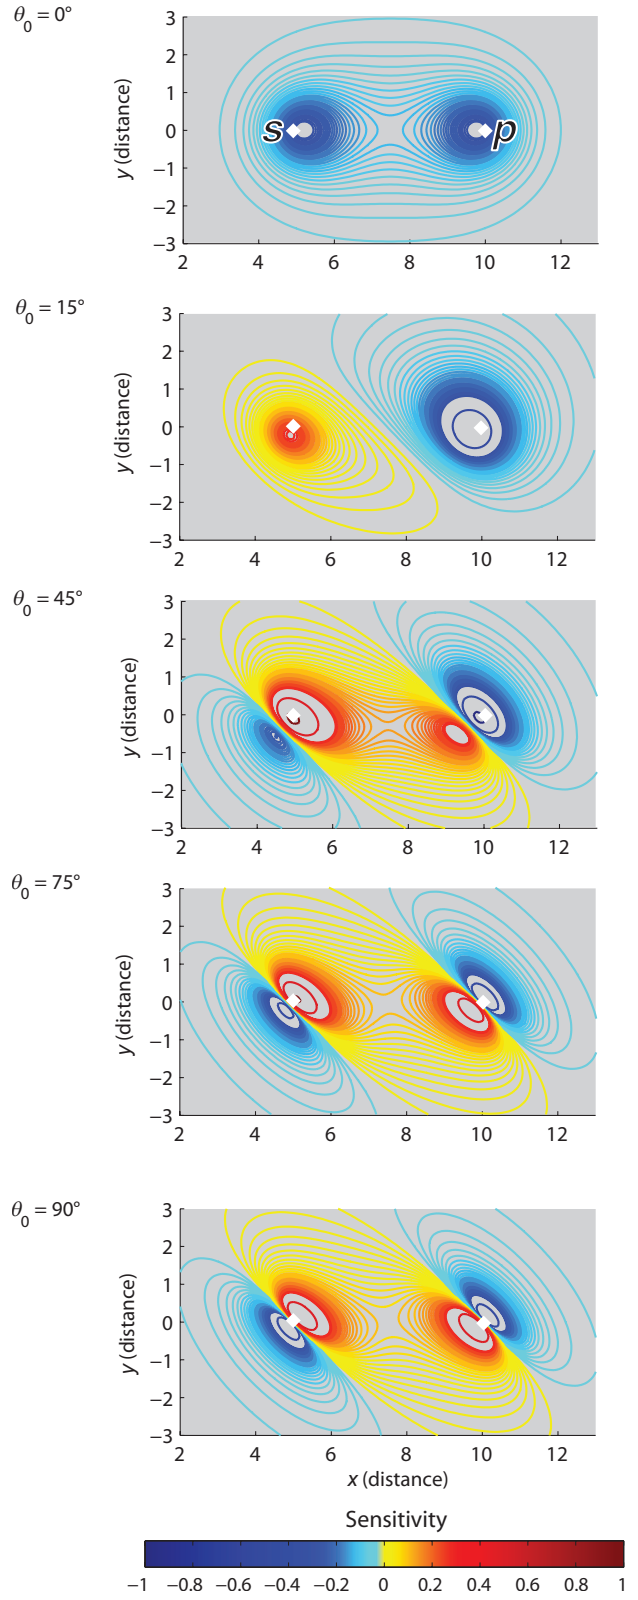 θ0 = 0°
3
2
1
0
−1
−2
−3
y (distance)
s
p
2 4 6 8 10 12
θ0 = 15°
3
2
1
0
−1
−2
−3
y (distance)
2 4 6 8 10 12
θ0 = 45°
3
2
1
0
−1
−2
−3
y (distance)
2 4 6 8 10 12
θ0 = 75°
3
2
1
0
−1
−2
−3
y (distance)
2 4 6 8 10 12
θ0 = 90°
3
2
1
0
−1
−2
−3
y (distance)
2 4 6 8 10 12
x (distance)
Sensitivity
−1 −0.8 −0.6 −0.4 −0.2 0 0.2 0.4 0.6 0.8 1